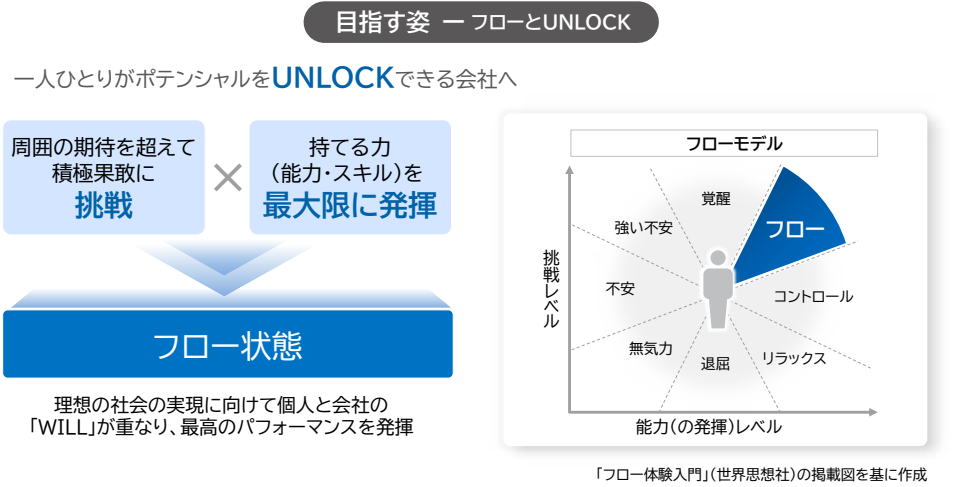 目指す姿 ー フローとUNLOCK
一人ひとりがポテンシャルをUNLOCKできる会社へ
周囲の期待を超えて
積極果敢に
挑戦
×
持てる力
（能力・スキル）を
最大限に発揮
フロー状態
理想の社会の実現に向けて個人と会社の
「WILL」が重なり、最高のパフォーマンスを発揮
フローモデル
覚醒
強い不安
フロー
挑戦レベル
不安
コントロール
無気力
退屈
リラックス
能力(の発揮)レベル
「フロー体験入門」(世界思想社)の掲載図を基に作成